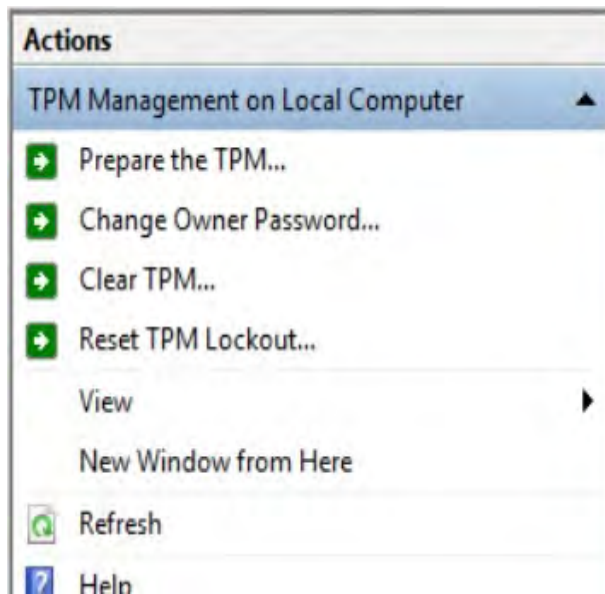 Actions
TPM Management on Local Computer
Prepare the TPM...
Change Owner Password...
Clear TPM...
Reset TPM Lockout...
View
New Window from Here
Refresh
Help